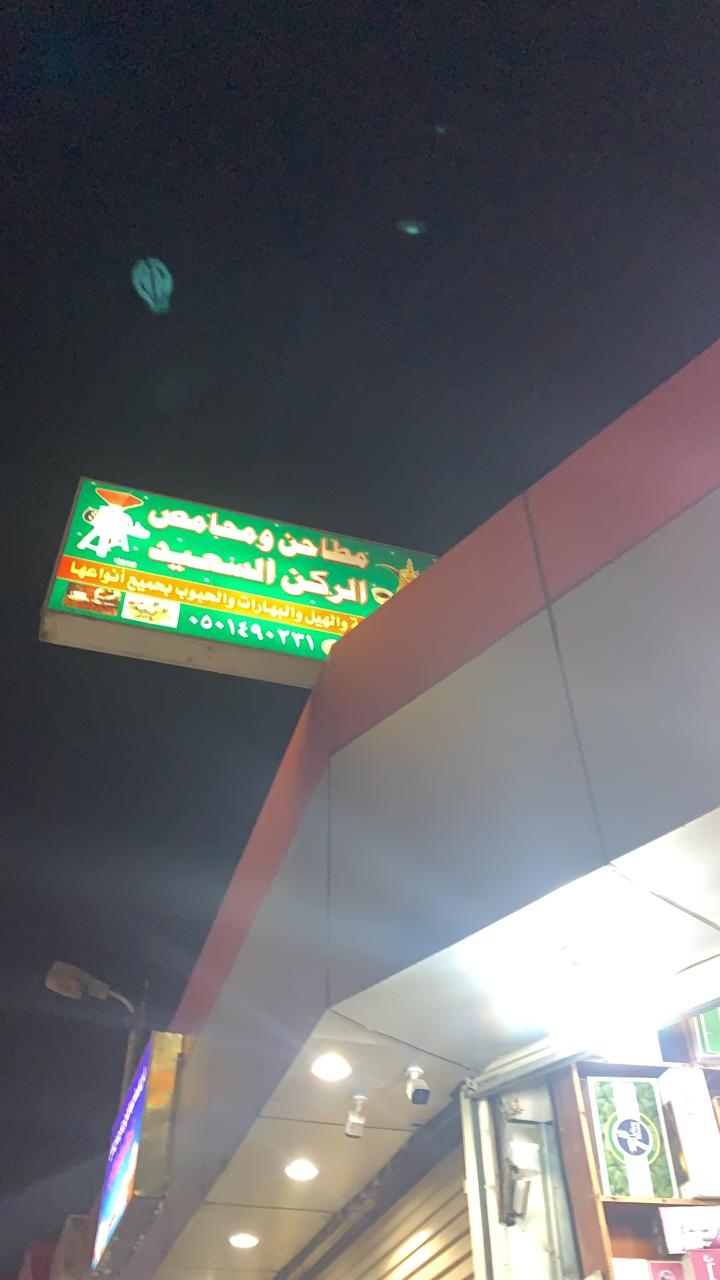 مطاحن ومحامص
الركن السعيد
والهيل والبهارات والحبوب بجميع أنواعها
٠٥٠١٤٩٠٢٣١